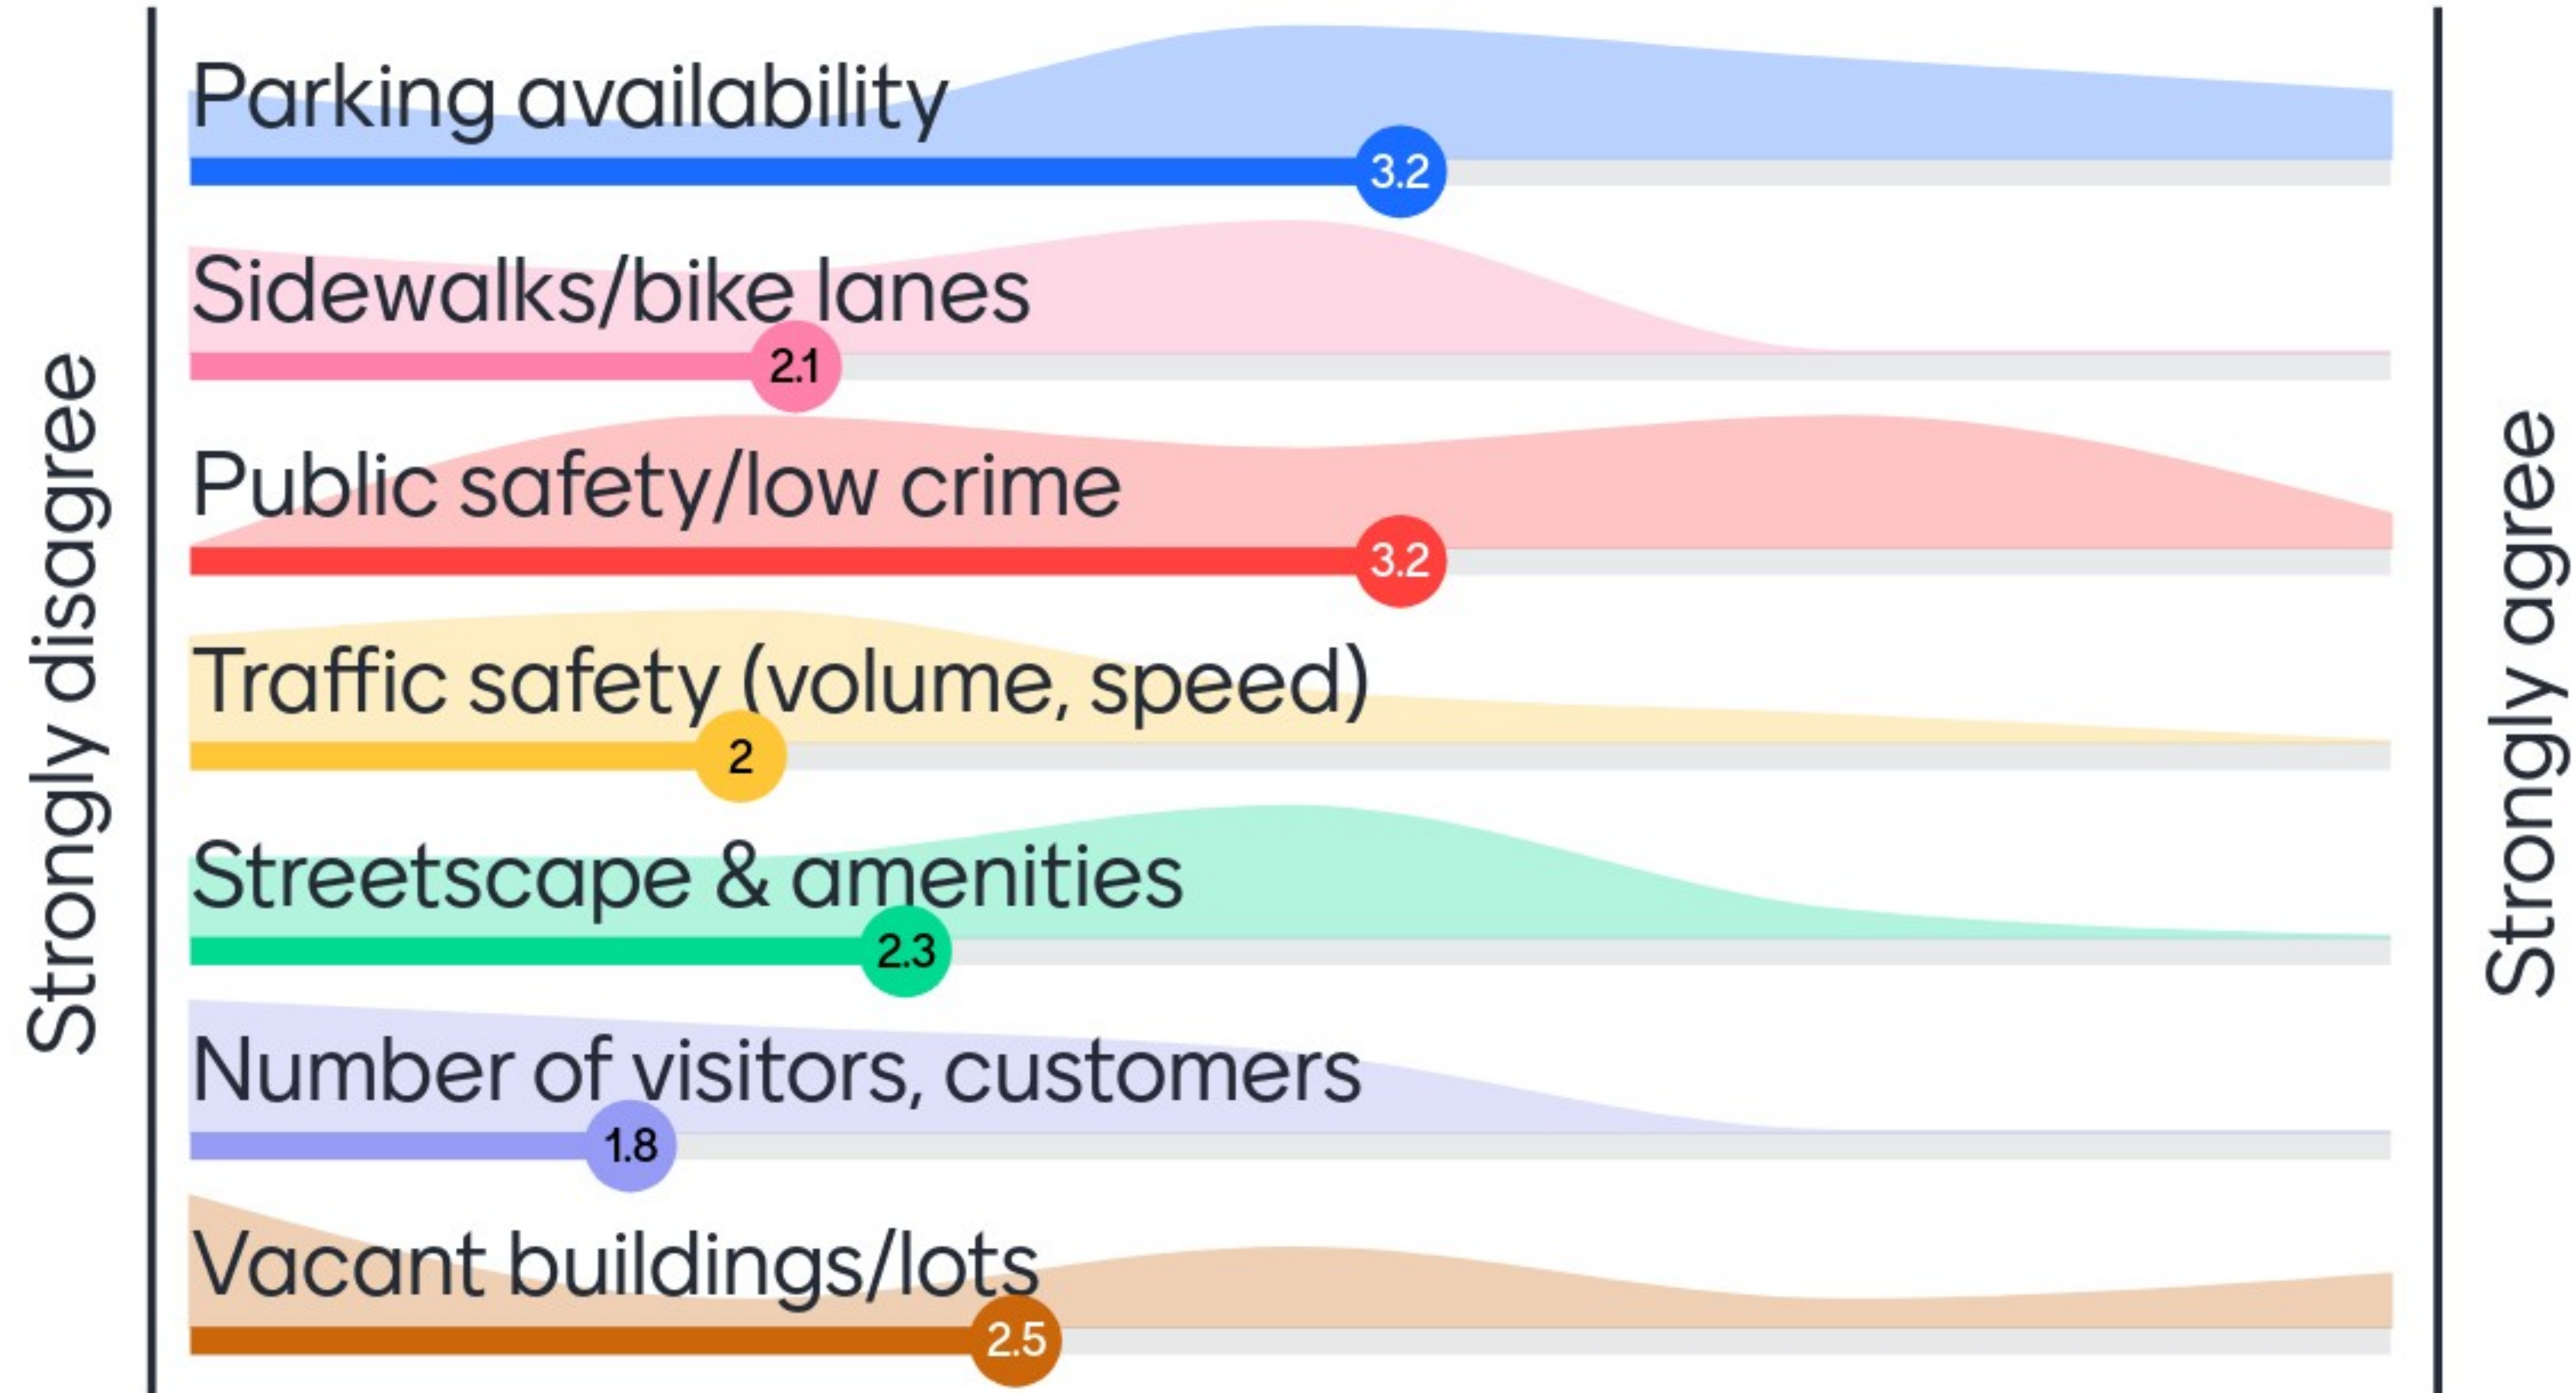 Strongly disagree
Parking availability
3.2
Sidewalks/bike lanes
2.1
Public safety/low crime
3.2
Traffic safety (volume, speed)
2
Streetscape & amenities
2.3
Number of visitors, customers
1.8
Vacant buildings/lots
2.5
Strongly agree